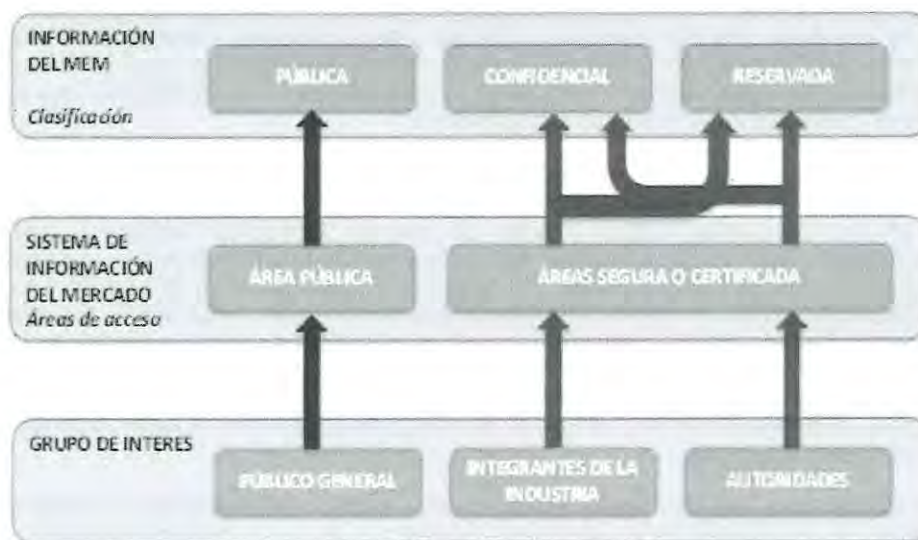 INFORMACIÓN
DEL MEM
Clasificación
PÚBLICA
CONFIDENCIAL
RESERVADA
SISTEMA DE
INFORMACIÓN
DEL MERCADO
Áreas de acceso
ÁREA PÚBLICA
ÁREAS SEGURA O CERTIFICADA
GRUPO DE INTERES
PÚBLICO GENERAL
INTEGRANTES DE LA
INDUSTRIA
AUTORIDADES